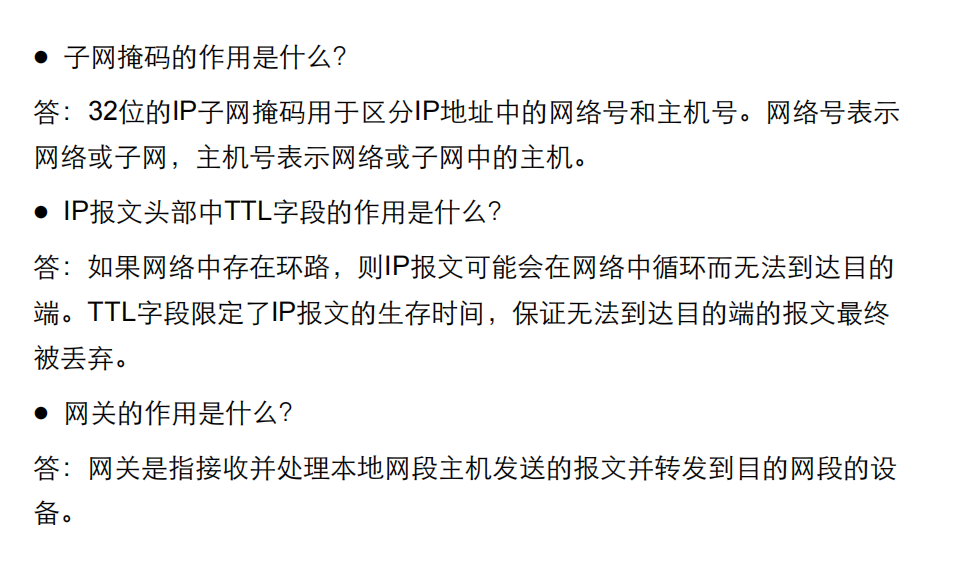 ● 子网掩码的作用是什么？
答：32位的IP子网掩码用于区分IP地址中的网络号和主机号。网络号表示
网络或子网，主机号表示网络或子网中的主机。
● IP报文头部中TTL字段的作用是什么？
答：如果网络中存在环路，则IP报文可能会在网络中循环而无法到达目的
端。TTL字段限定了IP报文的生存时间，保证无法到达目的端的报文最终
被丢弃。
● 网关的作用是什么？
答：网关是指接收并处理本地网段主机发送的报文并转发到目的网段的设
备。